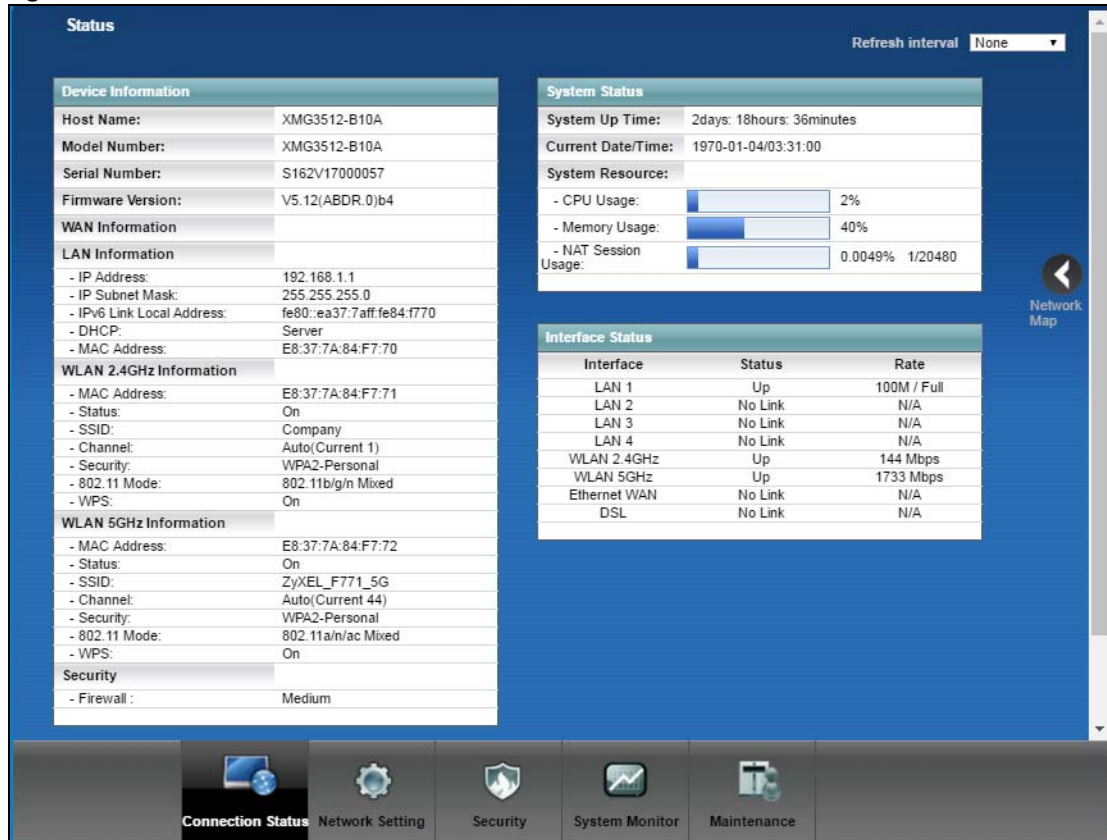 Status
Refresh interval None
Device Information
Host Name: XMG3512-B10A
Model Number: XMG3512-B10A
Serial Number: S162V17000057
Firmware Version: V5.12(ABDR.0)b4
WAN Information
LAN Information
- IP Address: 192.168.1.1
- IP Subnet Mask: 255.255.255.0
- IPv6 Link Local Address: fe80::ea37:7aff:fe84:f770
- DHCP: Server
- MAC Address: E8:37:7A:84:F7:70
WLAN 2.4GHz Information
- MAC Address: E8:37:7A:84:F7:71
- Status: On
- SSID: Company
- Channel: Auto(Current 1)
- Security: WPA2-Personal
- 802.11 Mode: 802.11b/g/n Mixed
- WPS: On
WLAN 5GHz Information
- MAC Address: E8:37:7A:84:F7:72
- Status: On
- SSID: ZyXEL_F771_5G
- Channel: Auto(Current 44)
- Security: WPA2-Personal
- 802.11 Mode: 802.11a/n/ac Mixed
- WPS: On
Security
- Firewall : Medium
System Status
System Up Time: 2days: 18hours: 36minutes
Current Date/Time: 1970-01-04/03:31:00
System Resource:
- CPU Usage: 2%
- Memory Usage: 40%
- NAT Session
Usage: 0.0049% 1/20480
Interface Status
Interface Status Rate
LAN 1 Up 100M / Full
LAN 2 No Link N/A
LAN 3 No Link N/A
LAN 4 No Link N/A
WLAN 2.4GHz Up 144 Mbps
WLAN 5GHz Up 1733 Mbps
Ethernet WAN No Link N/A
DSL No Link N/A
Network
Map
Connection Status Network Setting Security System Monitor Maintenance